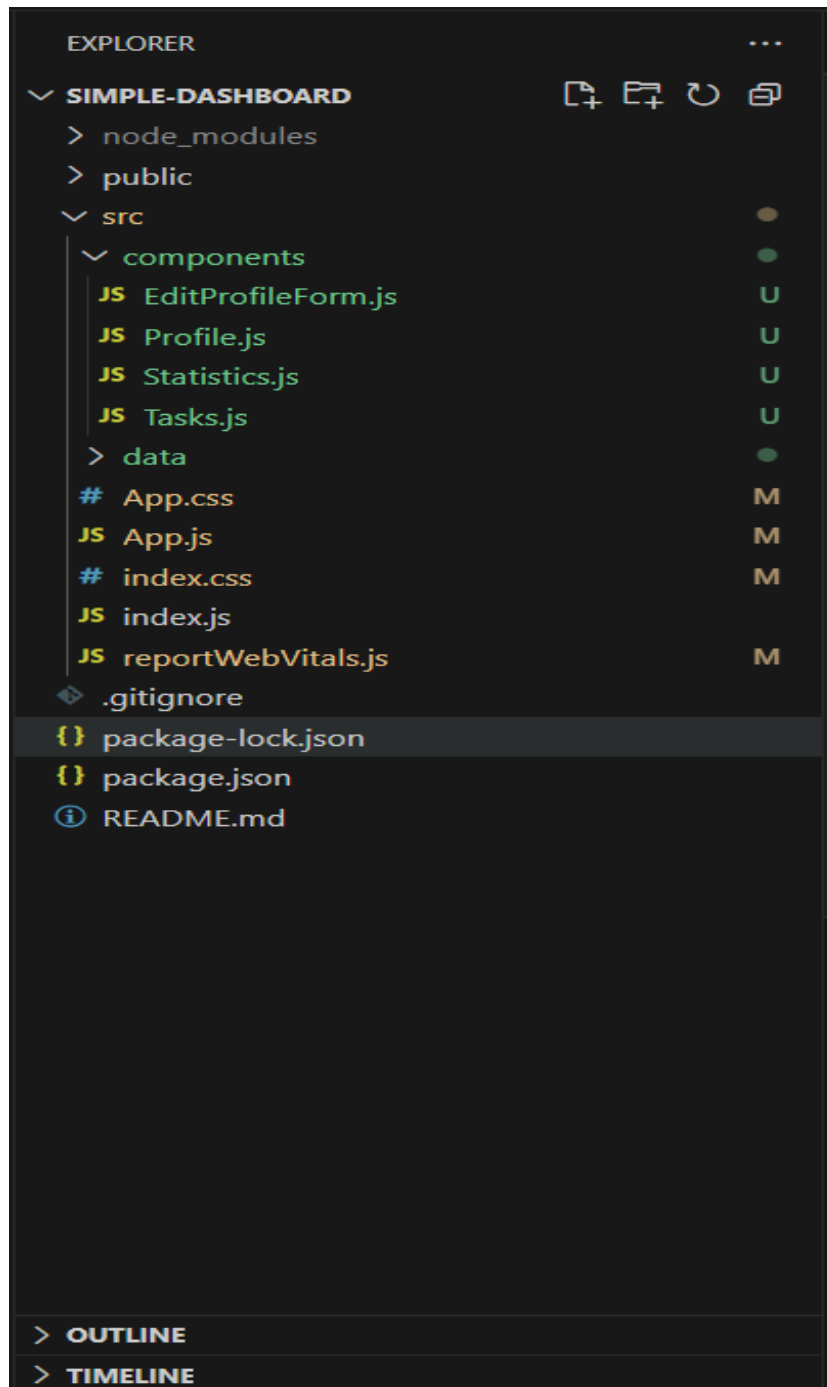 EXPLORER
SIMPLE-DASHBOARD
node_modules
public
src
components
JS EditProfileForm.js U
JS Profile.js U
JS Statistics.js U
JS Tasks.js U
data
# App.css M
JS App.js M
# index.css M
JS index.js
JS reportWebVitals.js M
.gitignore
{} package-lock.json
{} package.json
README.md
OUTLINE
TIMELINE